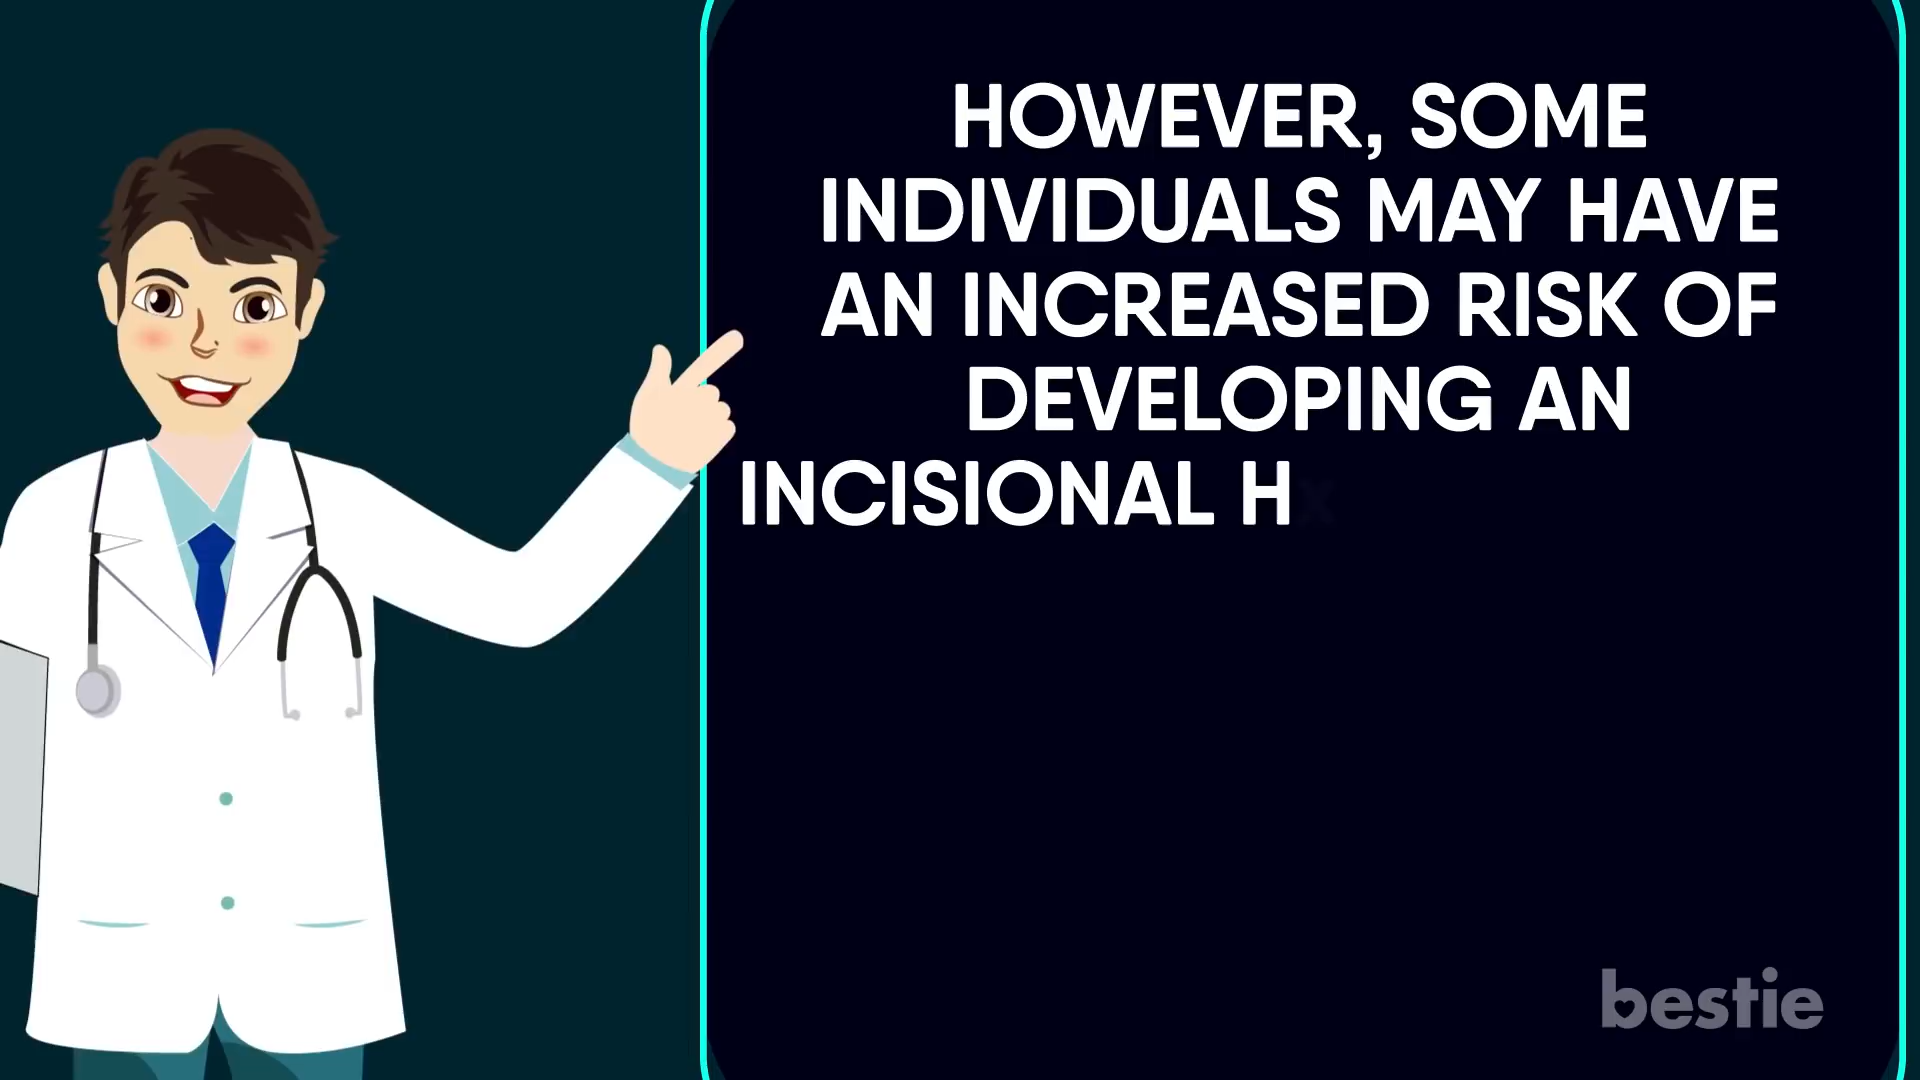 HOWEVER, SOME
INDIVIDUALS MAY HAVE
AN INCREASED RISK OF
DEVELOPING AN
INCISIONAL H
bestie